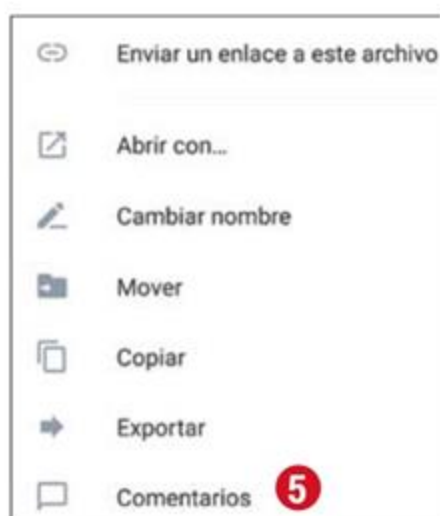 Enviar un enlace a este archivo
Abrir con...
Cambiar nombre
Mover
Copiar
Exportar
Comentarios 5